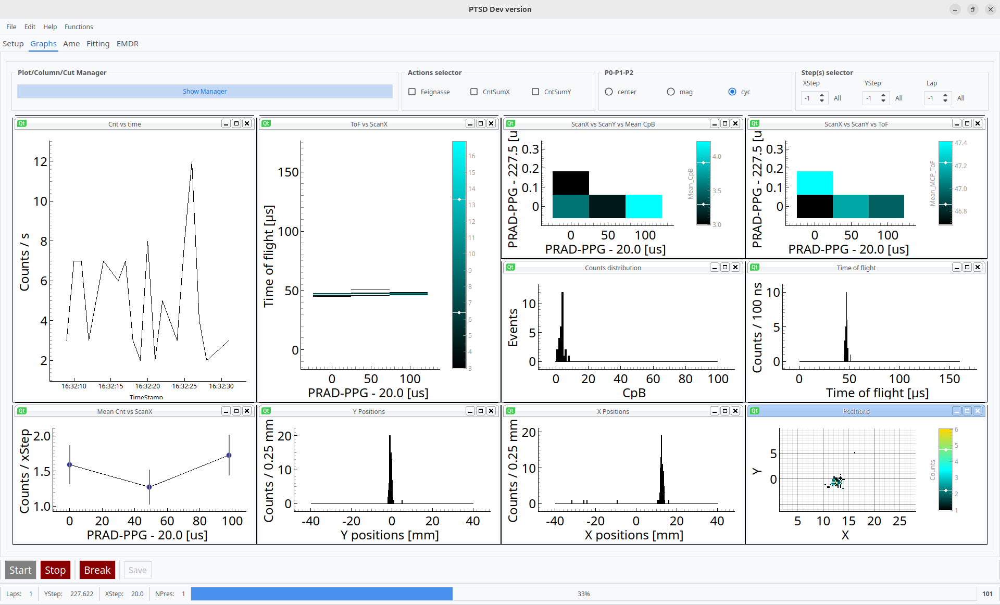 PTSD Dev version
File Edit Help Functions
Setup Graphs Ame Fitting EMDR
Plot/Column/Cut Manager
Show Manager
Actions selector
Feignasse CntSumX CntSumY
P0-P1-P2
center mag cyc
Step(s) selector
XStep YStep Lap
-1 All -1 All -1 All
Qt Cnt vs time
12
10
8
6
4
2
Counts / s
16:32:10 16:32:15 16:32:20 16:32:25 16:32:30
TimeStamp
Qt ToF vs ScanX
150
100
50
0
Time of flight [µs]
0 50 100
PRAD-PPG - 20.0 [us]
16
15
14
13
12
11
10
9
8
7
6
5
4
3
Qt ScanX vs ScanY vs Mean CpB
PRAD-PPG - 227.5 [u
0.3
0.2
0.1
0
0 50 100
PRAD-PPG - 20.0 [us]
Mean_CpB
4.0
3.5
3.0
Qt ScanX vs ScanY vs ToF
PRAD-PPG - 227.5 [u
0.3
0.2
0.1
0
0 50 100
PRAD-PPG - 20.0 [us]
Mean_MCP_ToF
47.4
47.2
47.0
46.8
Qt Counts distribution
Events
10
5
0
0 20 40 60 80 100
CpB
Qt Time of flight
Counts / 100 ns
10
5
0
0 50 100 150
Time of flight [µs]
Qt Mean Cnt vs ScanX
Counts / xStep
2.0
1.5
1.0
0 20 40 60 80 100
PRAD-PPG - 20.0 [us]
Qt Y Positions
Counts / 0.25 mm
20
10
0
-40 -20 0 20 40
Y positions [mm]
Qt X Positions
Counts / 0.25 mm
20
10
0
-40 -20 0 20 40
X positions [mm]
Qt Positions
Y
5
0
5 10 15 20 25
X
Counts
6
5
4
3
2
1
Start Stop Break Save
Laps: 1 YStep: 227.622 XStep: 20.0 NPres: 1 33% 101